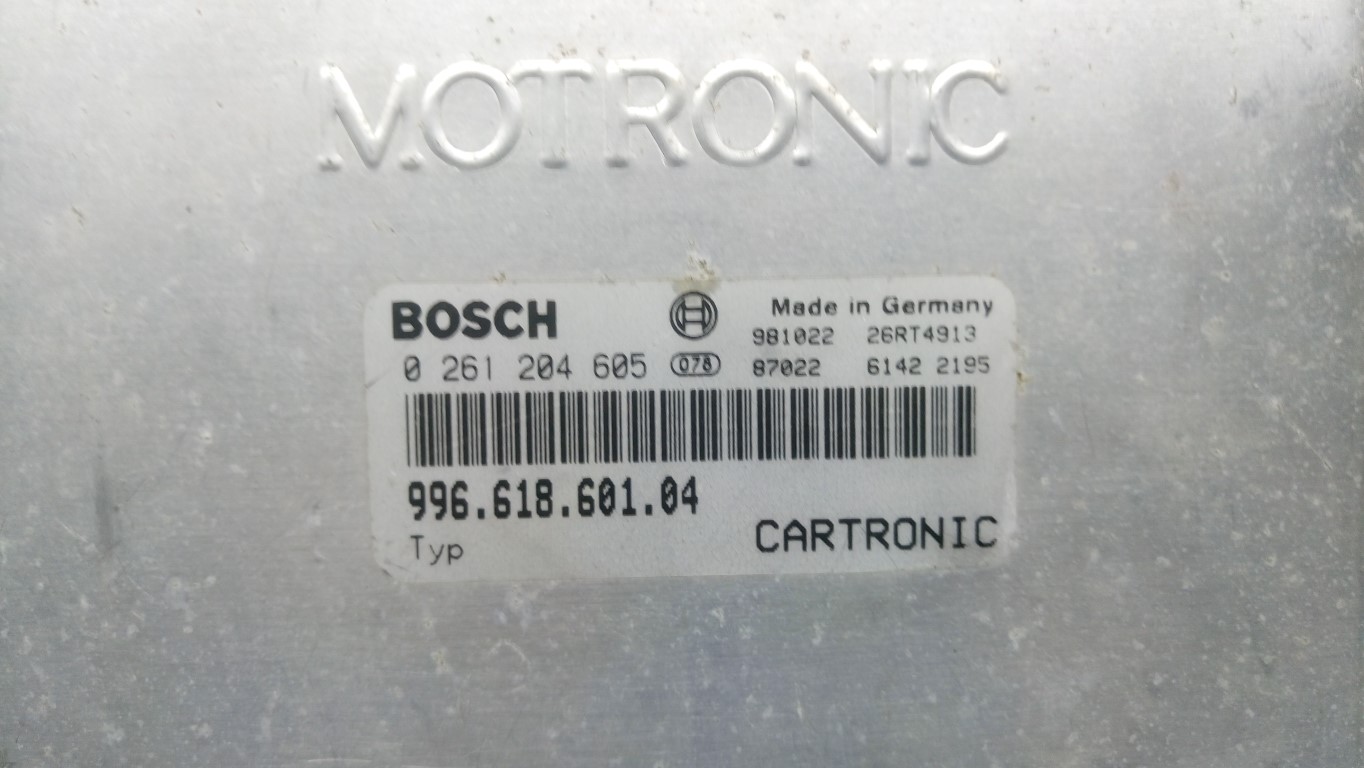 MOTRONIC
BOSCH
Made in Germany
981022 26RT4913
0 261 204 605 078 87022 6142 2195
996.618.601.04
Typ
CARTRONIC